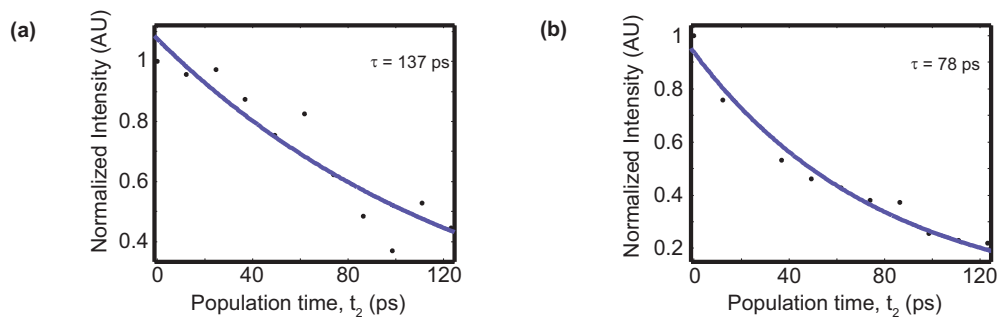 (a)
Normalized Intensity (AU)
1
0.8
0.6
0.4
τ = 137 ps
0
40
80
120
Population time, t₂ (ps)
(b)
Normalized Intensity (AU)
1
0.8
0.6
0.4
0.2
τ = 78 ps
0
40
80
120
Population time, t₂ (ps)